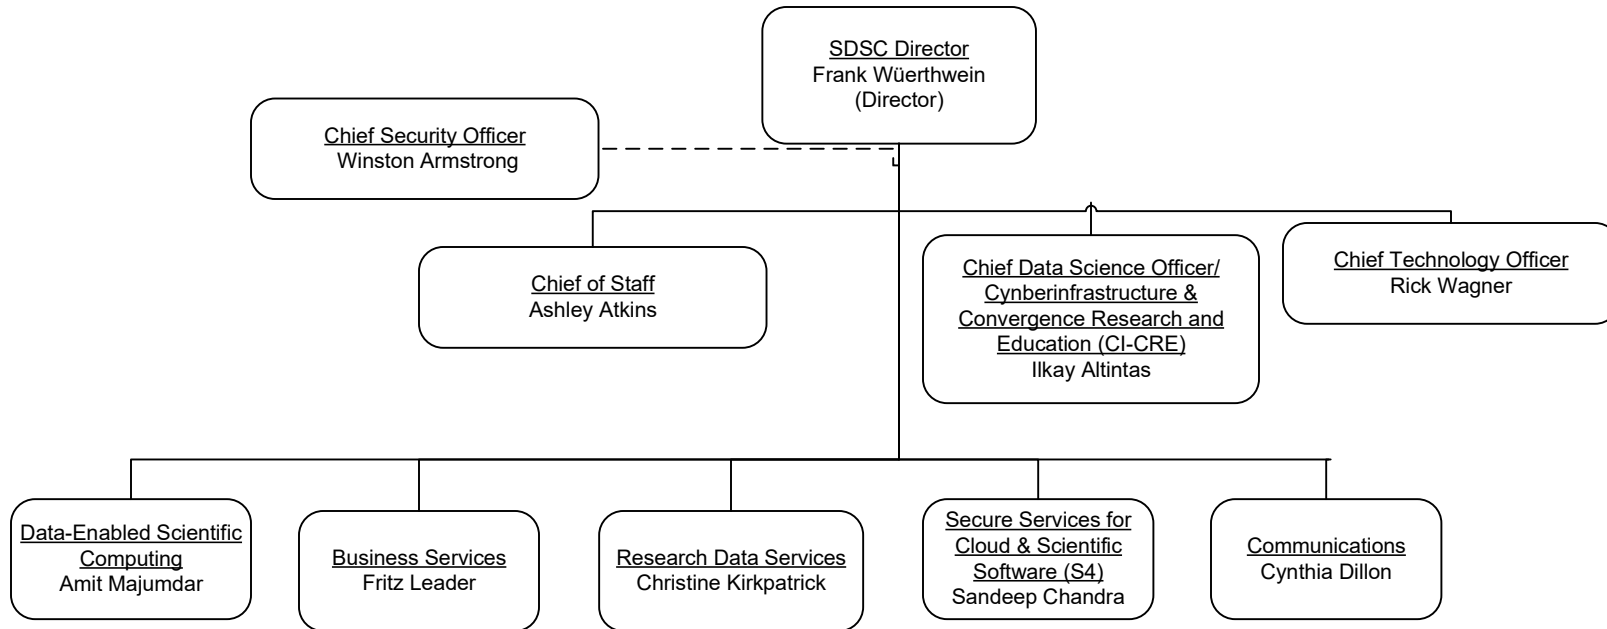 SDSC Director
Frank Wüerthwein
(Director)
Chief Security Officer
Winston Armstrong
Chief of Staff
Ashley Atkins
Chief Data Science Officer/
Cynberinfrastructure &
Convergence Research and
Education (CI-CRE)
Ilkay Altintas
Chief Technology Officer
Rick Wagner
Data-Enabled Scientific
Computing
Amit Majumdar
Business Services
Fritz Leader
Research Data Services
Christine Kirkpatrick
Secure Services for
Cloud & Scientific
Software (S4)
Sandeep Chandra
Communications
Cynthia Dillon